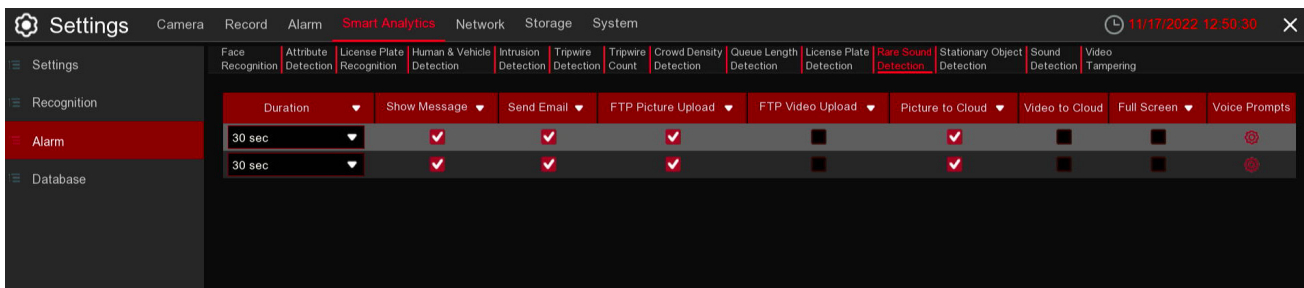 Settings Camera Record Alarm Smart Analytics Network Storage System 11/17/2022 12:50:30
Face Recognition Attribute Detection License Plate Recognition Human & Vehicle Detection Intrusion Detection Tripwire Detection Tripwire Count Crowd Density Detection Queue Length Detection License Plate Detection Rare Sound Detection Stationary Object Detection Sound Detection Video Tampering
Settings
Recognition
Alarm
Database
Duration Show Message Send Email FTP Picture Upload FTP Video Upload Picture to Cloud Video to Cloud Full Screen Voice Prompts
30 sec
30 sec